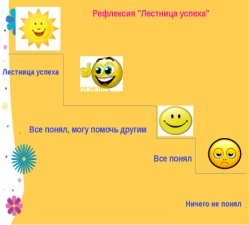 Рефлексия "Лестница успеха"
Лестница успеха
Все понял, могу помочь другим
Все понял
Ничего не понял